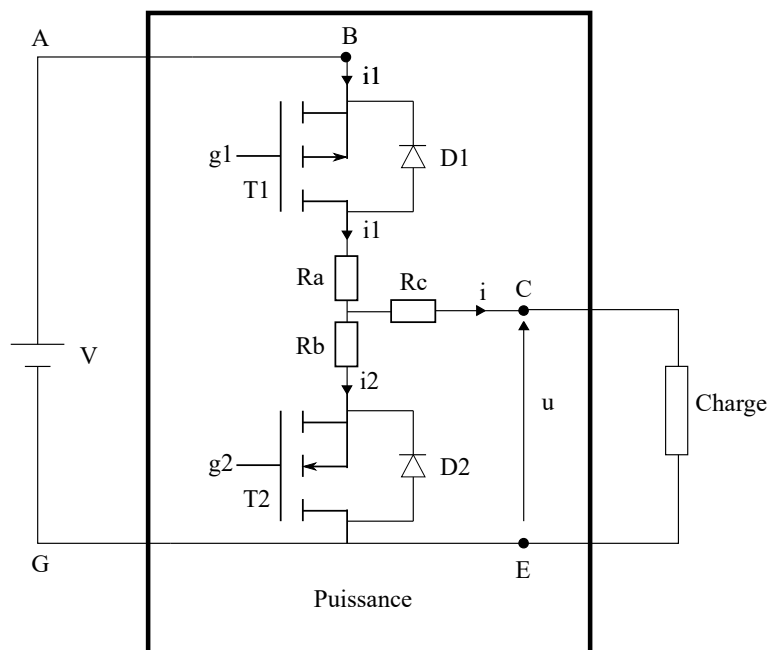 A
B
i1
g1
D1
T1
i1
Ra
Rc
i
C
V
Rb
i2
u
Charge
g2
D2
T2
G
E
Puissance